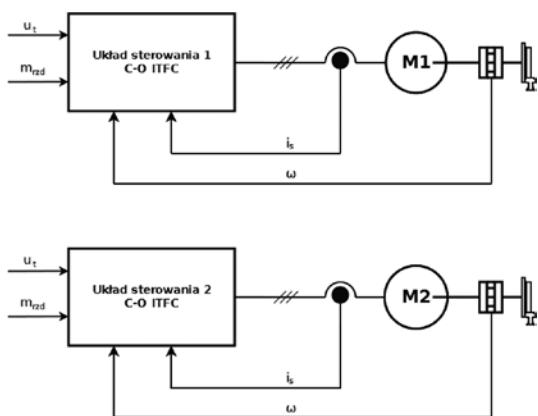 u_t
Układ sterowania 1
C-O ITFC
m_rzd
M1
i_s
ω
u_t
Układ sterowania 2
C-O ITFC
m_rzd
M2
i_s
ω